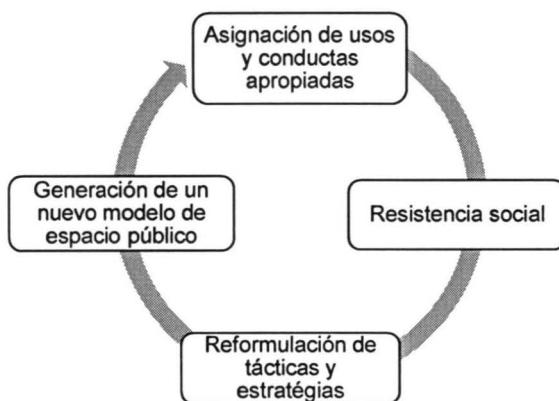 Asignación de usos
y conductas
apropiadas
Resistencia social
Reformulación de
tácticas y
estratégias
Generación de un
nuevo modelo de
espacio público